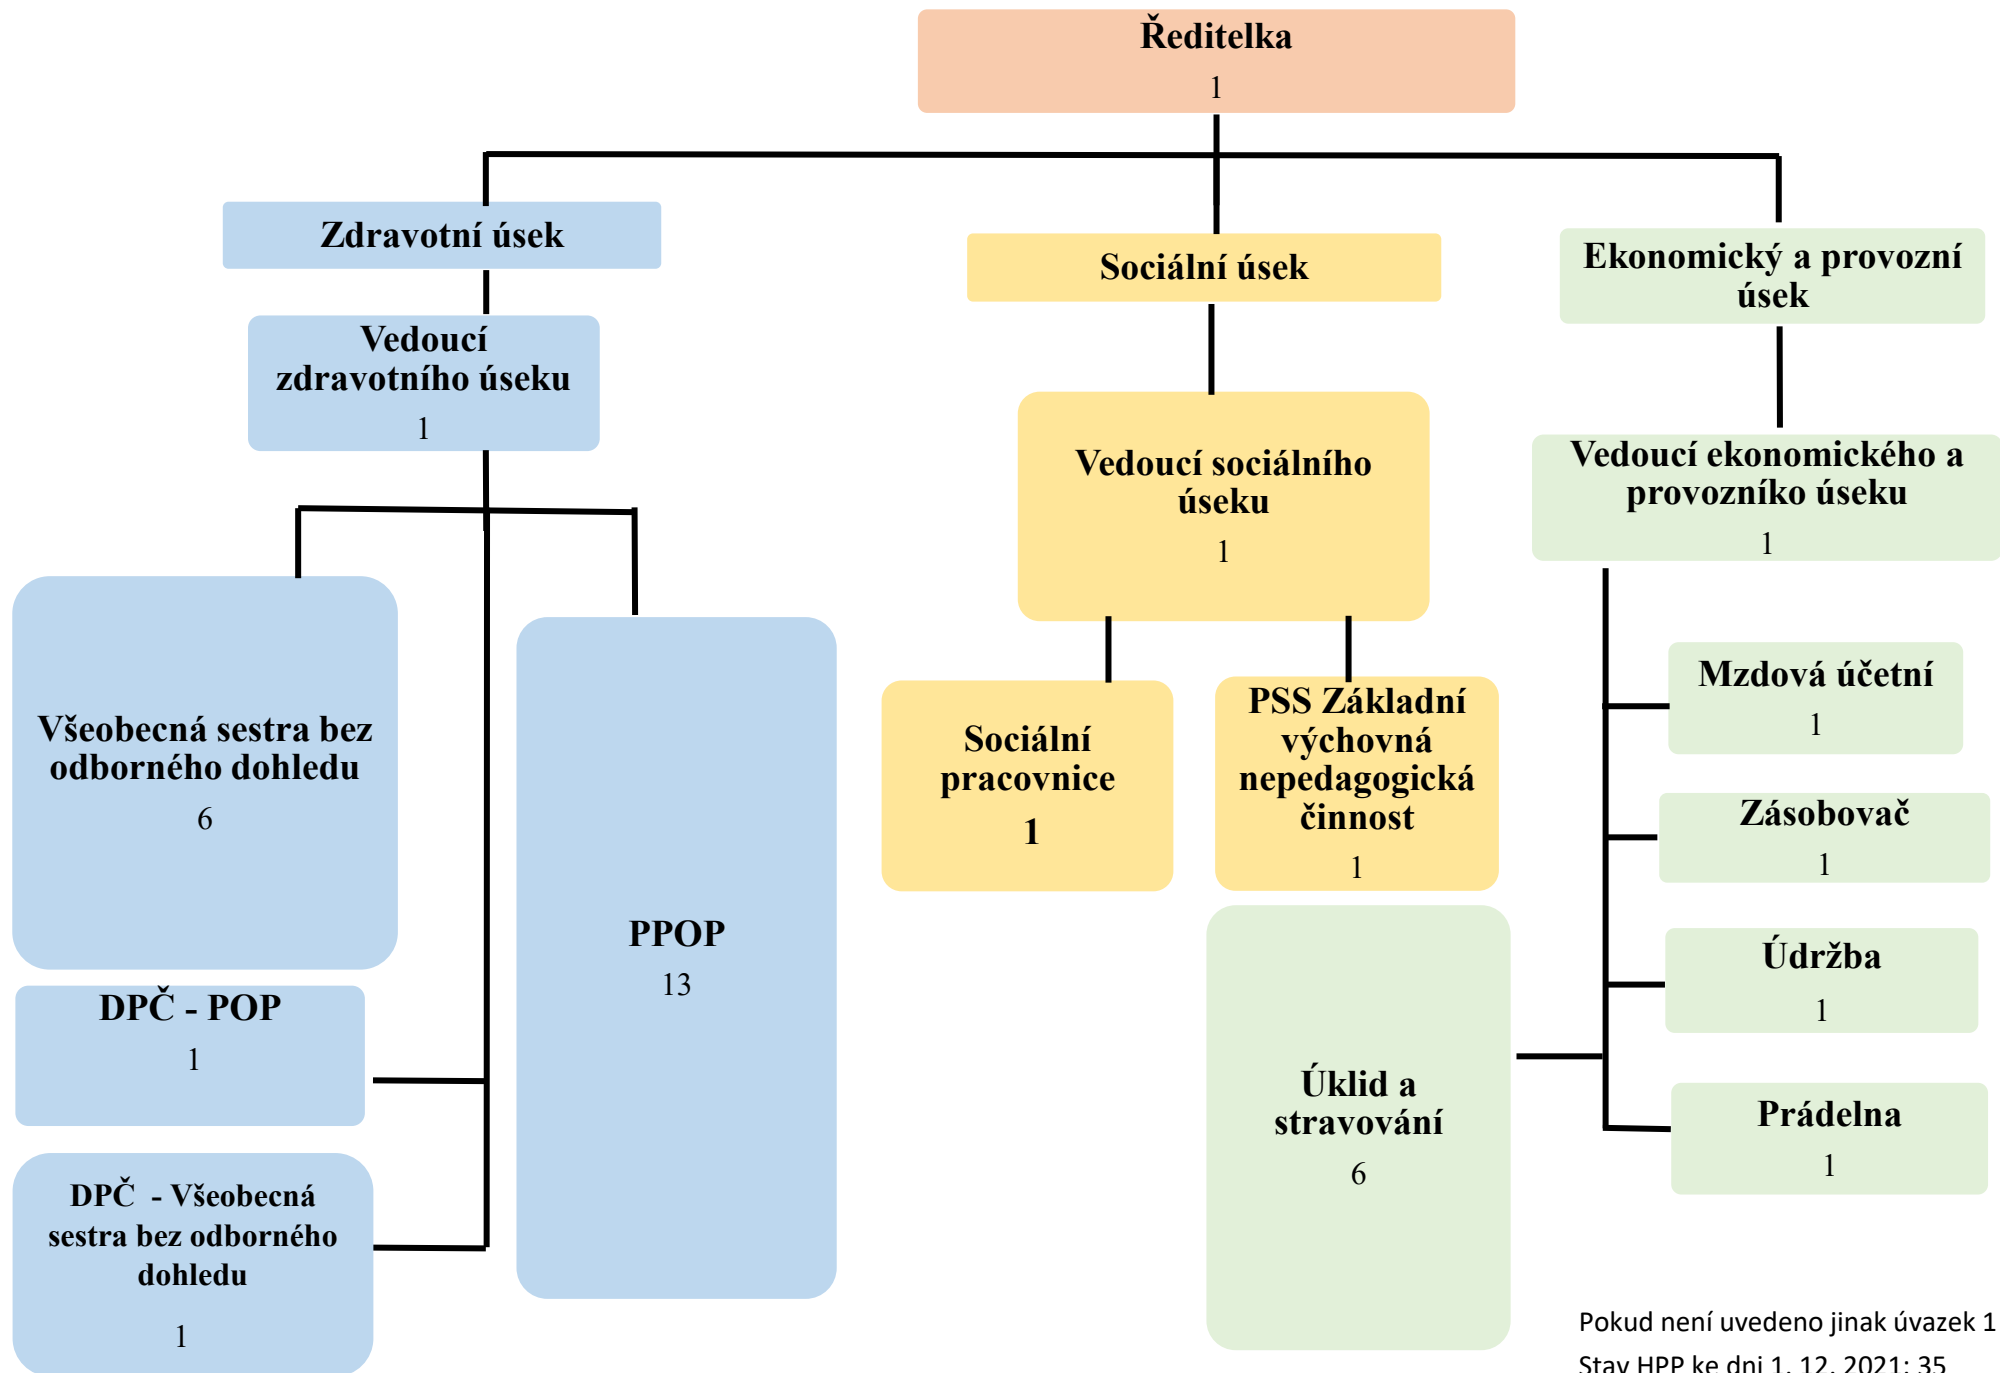 Ředitelka
1
Zdravotní úsek
Vedoucí
zdravotního úseku
1
Všeobecná sestra bez
odborného dohledu
6
DPČ - POP
1
DPČ - Všeobecná
sestra bez odborného
dohledu
1
PPOP
13
Sociální úsek
Vedoucí sociálního
úseku
1
Sociální
pracovnice
1
PSS Základní
výchovná
nepedagogická
činnost
1
Ekonomický a provozní
úsek
Vedoucí ekonomického a
provozníko úseku
1
Mzdová účetní
1
Zásobovač
1
Údržba
1
Prádelna
1
Úklid a
stravování
6
Pokud není uvedeno jinak úvazek 1
Stav HPP ke dni 1. 12. 2021: 35